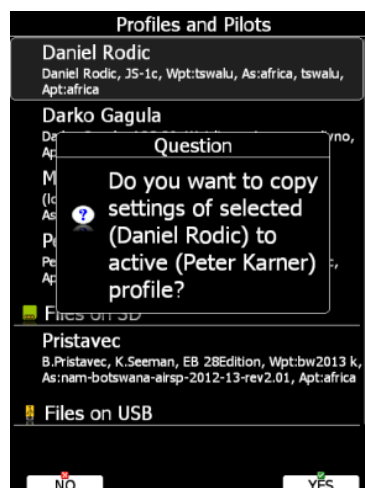 Profiles and Pilots
Daniel Rodic
Daniel Rodic, JS-1c, Wpt:tswalu, As:africa, tswalu,
Apt:africa
Darko Gagula
Question
Do you want to copy
settings of selected
(Daniel Rodic) to
active (Peter Karner)
profile?
Files on SD
Pristavec
B.Pristavec, K.Seeman, EB 28Edition, Wpt:bw2013 k,
As:nam-botswana-airsp-2012-13-rev2.01, Apt:africa
Files on USB
NO YES